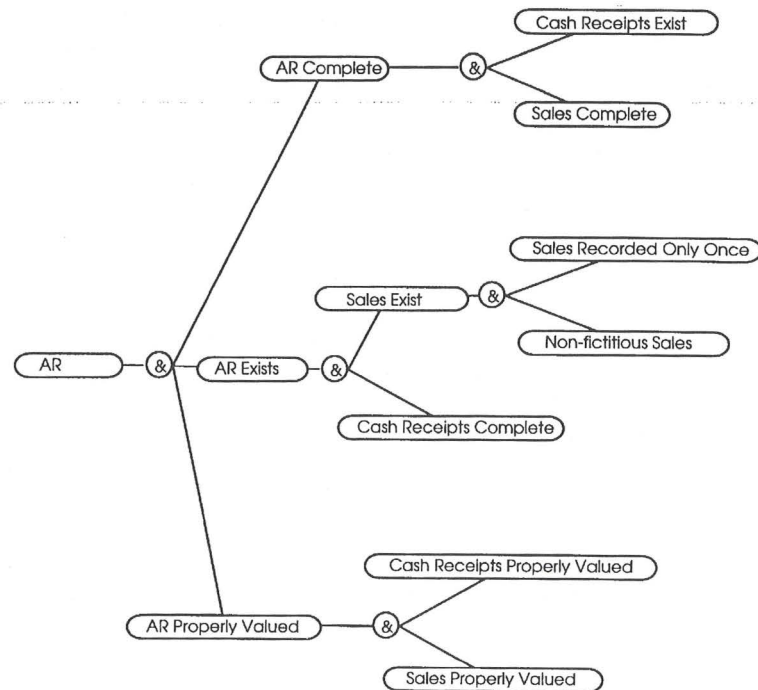 Cash Receipts Exist
AR Complete
&
Sales Complete
Sales Recorded Only Once
Sales Exist
&
Non-fictitious Sales
AR
&
AR Exists
&
Cash Receipts Complete
Cash Receipts Properly Valued
AR Properly Valued
&
Sales Properly Valued